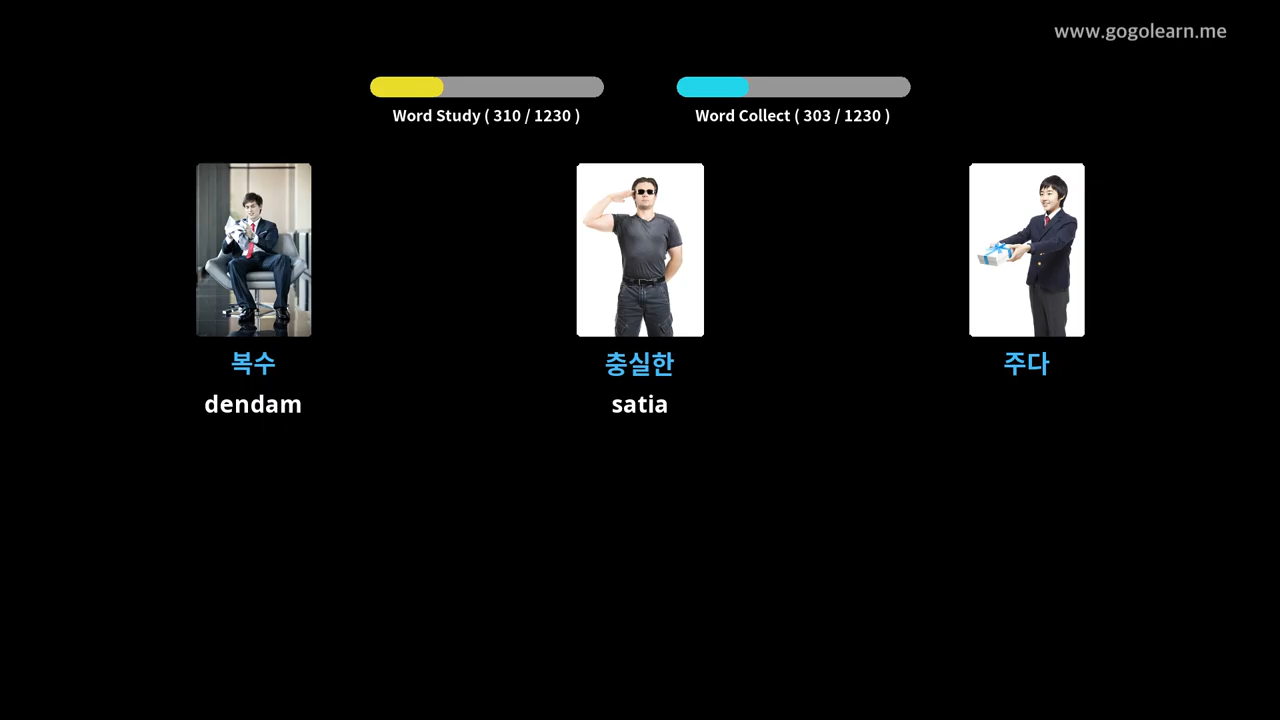 www.gogolearn.me
Word Study ( 310 / 1230 )
Word Collect ( 303 / 1230 )
복수
충실한
주다
dendam
satia